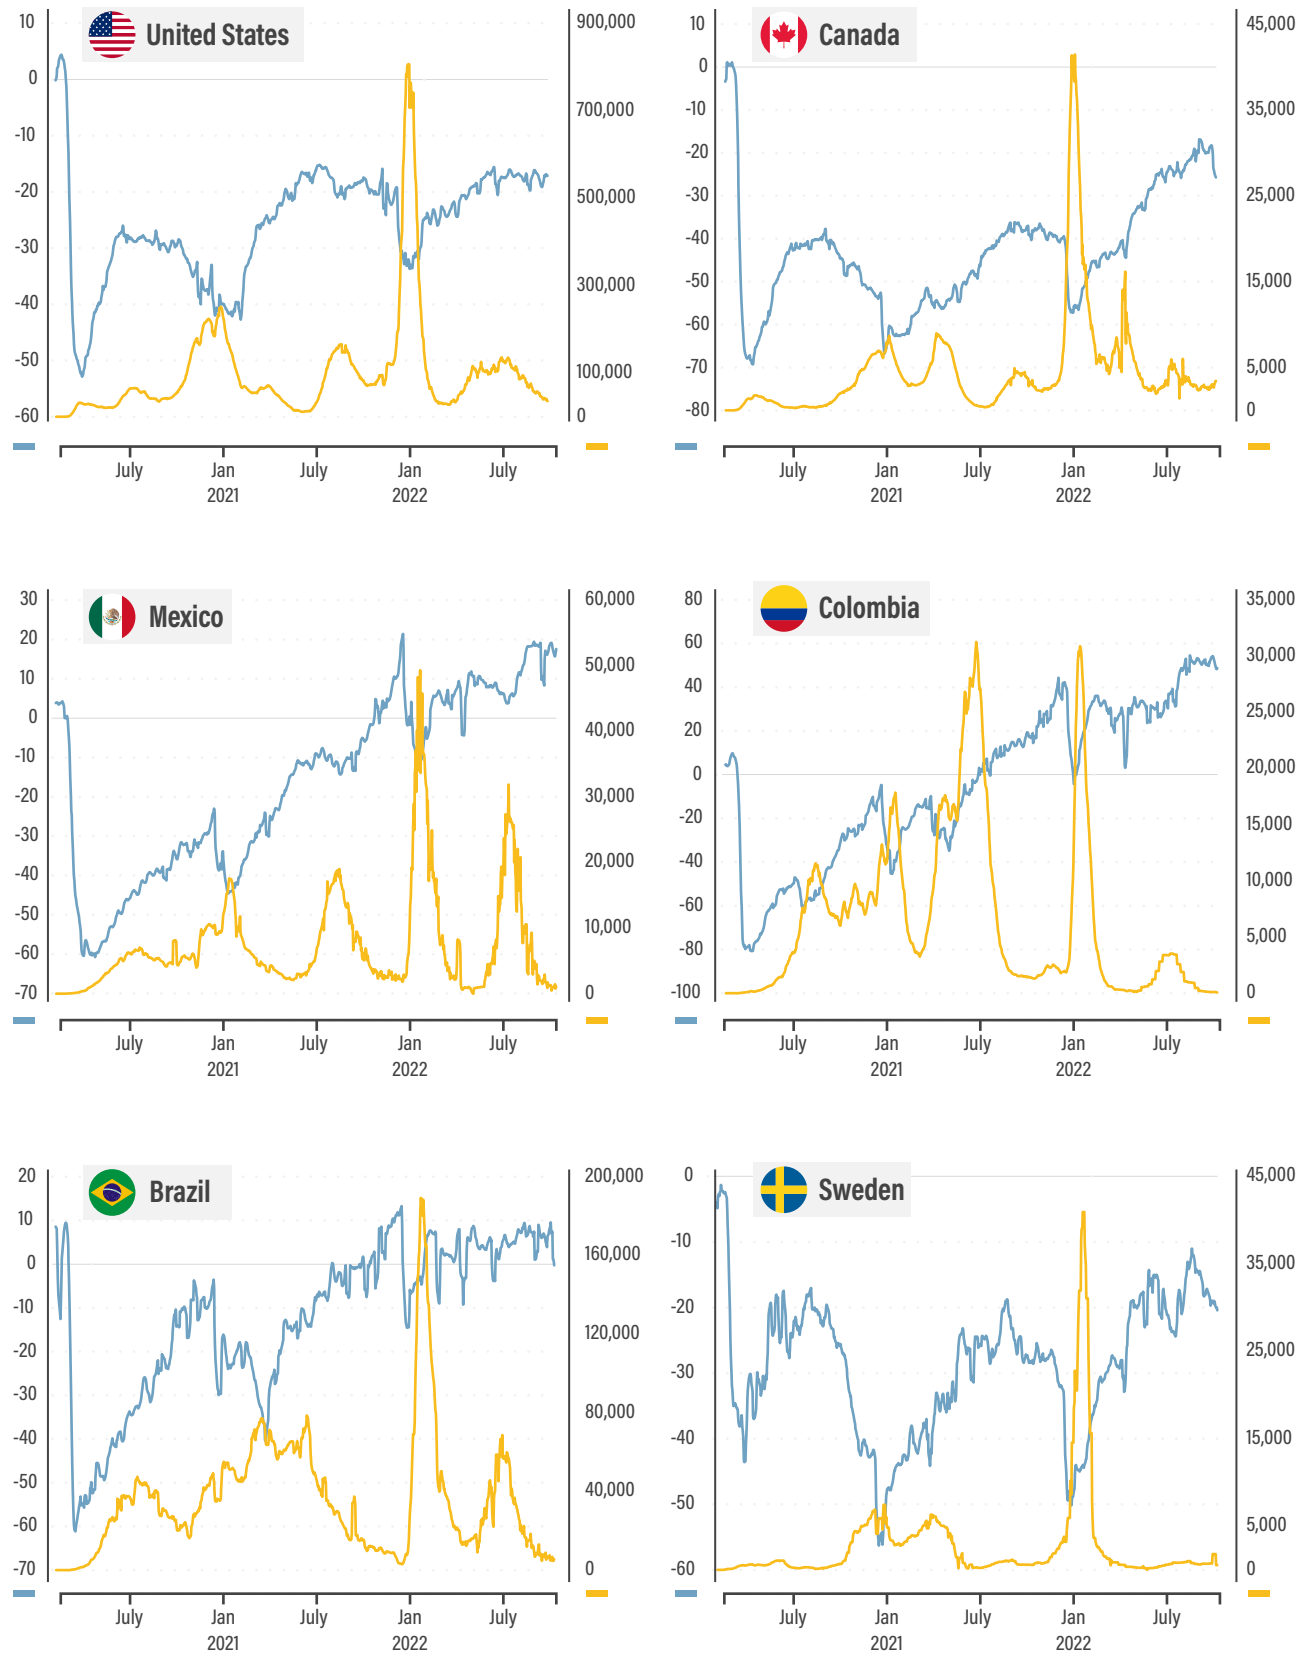 United States
10
0
-10
-20
-30
-40
-50
-60
900,000
700,000
500,000
300,000
100,000
0
July
Jan
2021
July
Jan
2022
July
Canada
10
0
-10
-20
-30
-40
-50
-60
-70
-80
45,000
35,000
25,000
15,000
5,000
0
July
Jan
2021
July
Jan
2022
July
Mexico
30
20
10
0
-10
-20
-30
-40
-50
-60
-70
60,000
50,000
40,000
30,000
20,000
10,000
0
July
Jan
2021
July
Jan
2022
July
Colombia
80
60
40
20
0
-20
-40
-60
-80
-100
35,000
30,000
25,000
20,000
15,000
10,000
5,000
0
July
Jan
2021
July
Jan
2022
July
Brazil
20
10
0
-10
-20
-30
-40
-50
-60
-70
200,000
160,000
120,000
80,000
40,000
0
July
Jan
2021
July
Jan
2022
July
Sweden
0
-10
-20
-30
-40
-50
-60
45,000
35,000
25,000
15,000
5,000
0
July
Jan
2021
July
Jan
2022
July